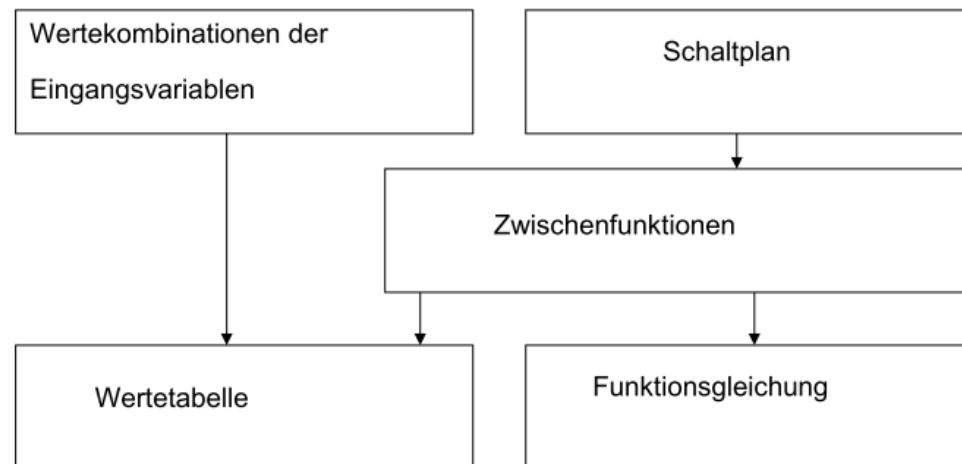 Wertekombinationen der
Eingangsvariablen
Schaltplan
Zwischenfunktionen
Wertetabelle
Funktionsgleichung